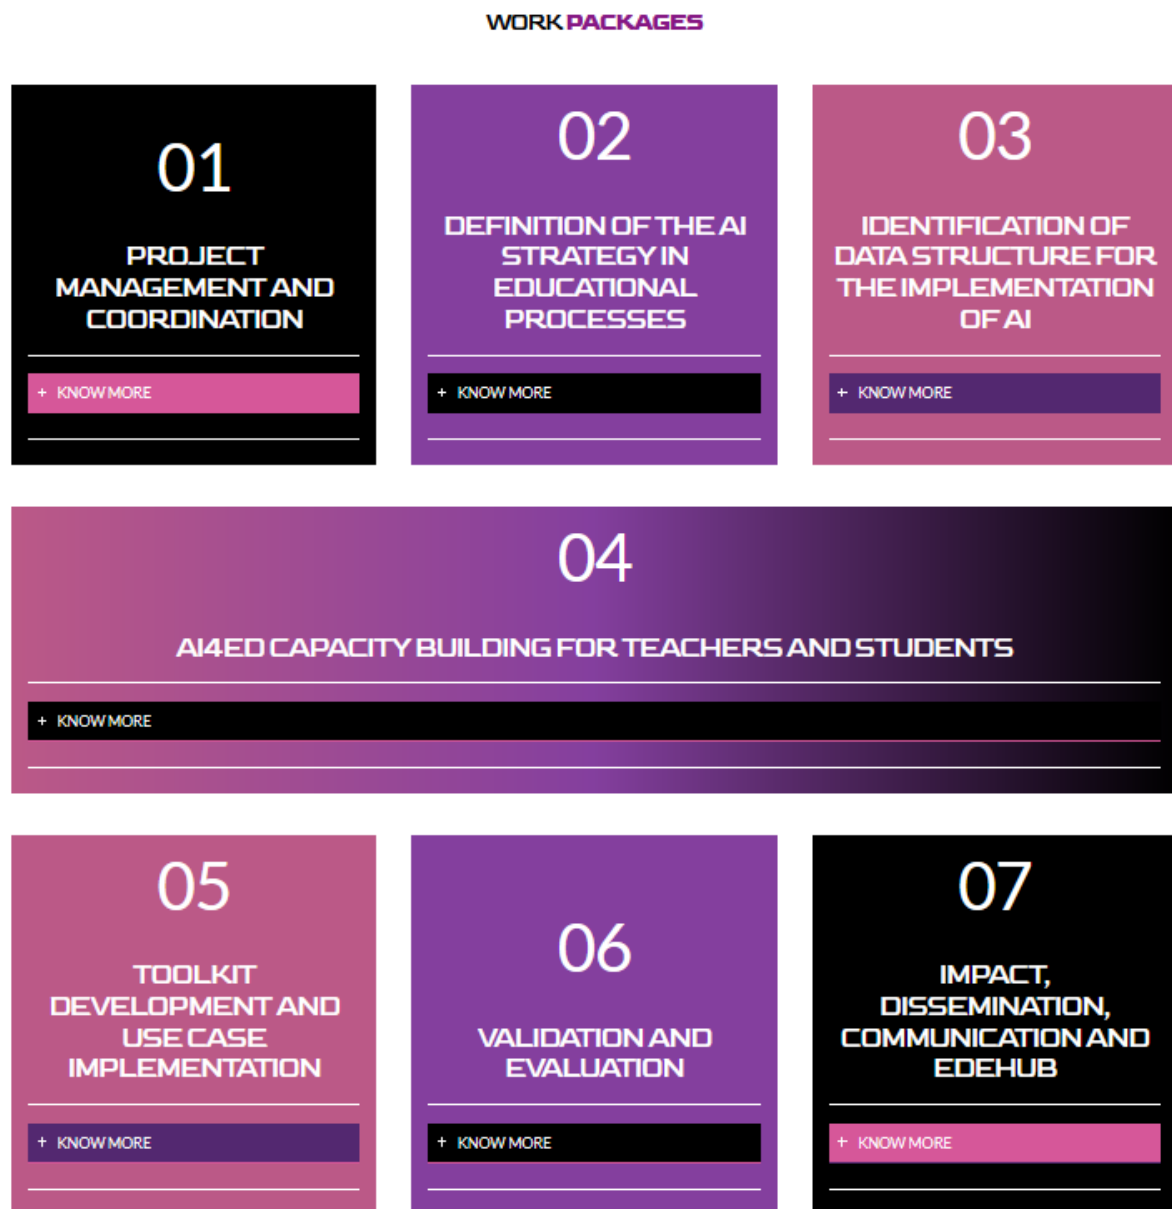 WORK PACKAGES
01
PROJECT
MANAGEMENT AND
COORDINATION
+ KNOW MORE
02
DEFINITION OF THE AI
STRATEGY IN
EDUCATIONAL
PROCESSES
+ KNOW MORE
03
IDENTIFICATION OF
DATA STRUCTURE FOR
THE IMPLEMENTATION
OF AI
+ KNOW MORE
04
AI4ED CAPACITY BUILDING FOR TEACHERS AND STUDENTS
+ KNOW MORE
05
TOOLKIT
DEVELOPMENT AND
USE CASE
IMPLEMENTATION
+ KNOW MORE
06
VALIDATION AND
EVALUATION
+ KNOW MORE
07
IMPACT,
DISSEMINATION,
COMMUNICATION AND
EDEHUB
+ KNOW MORE